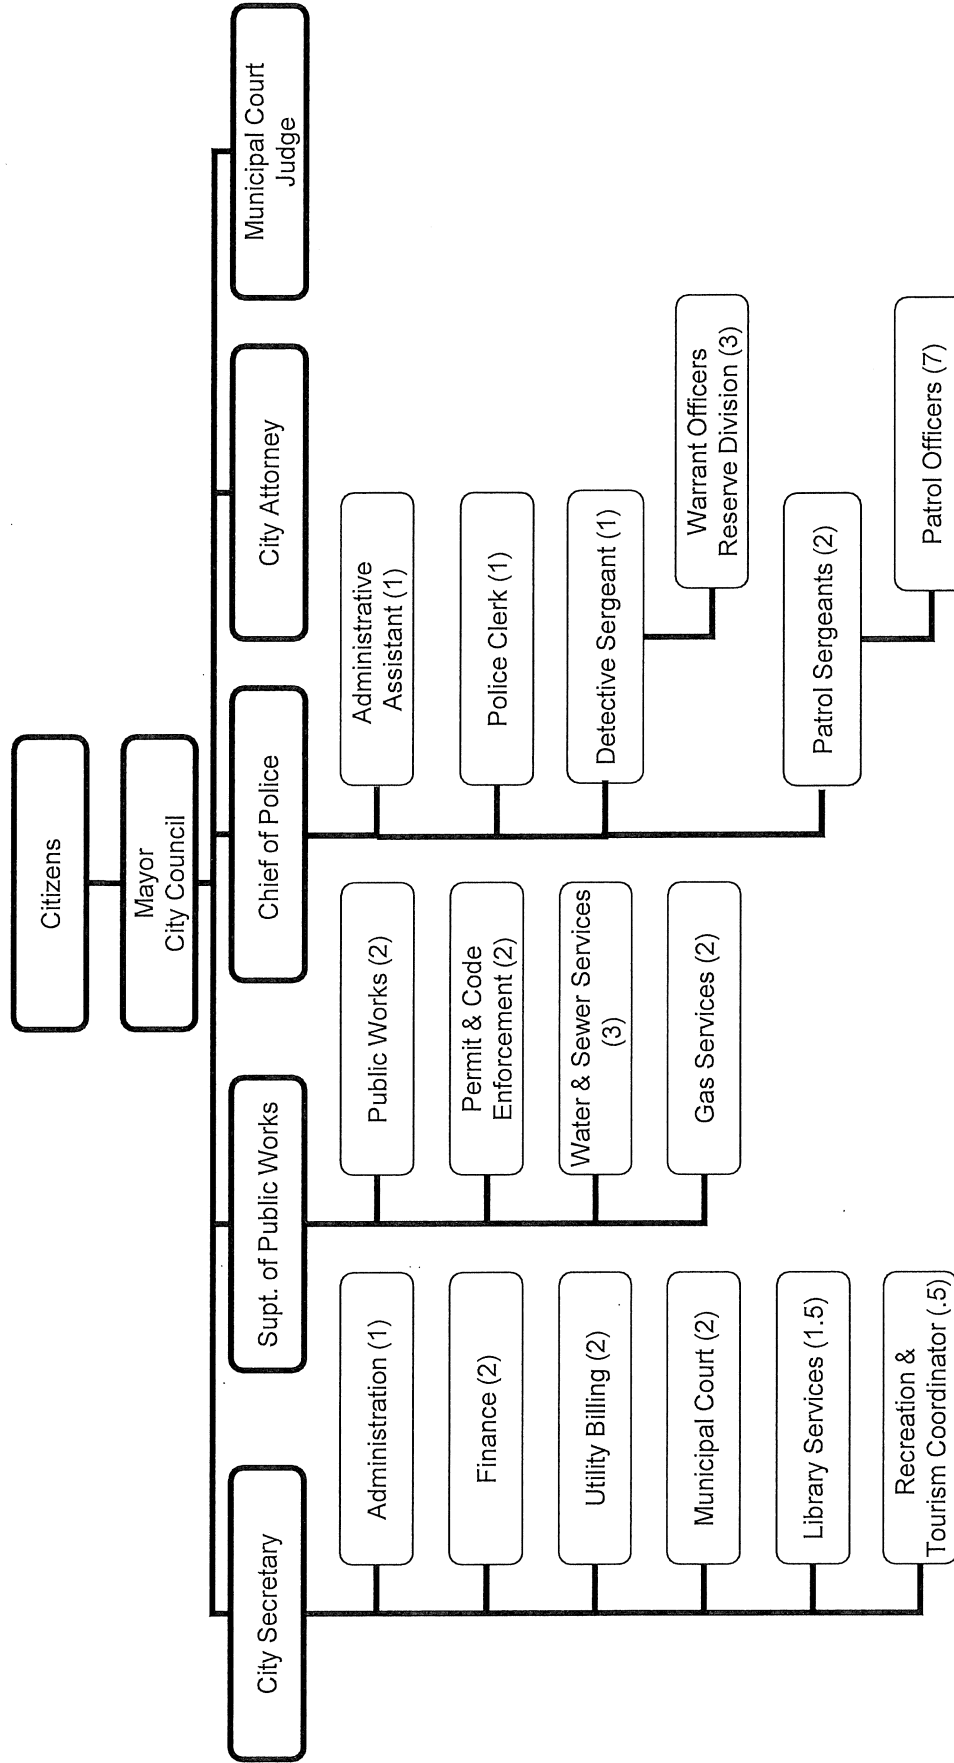 Citizens
Mayor
City Council
City Secretary
Supt. of Public Works
Chief of Police
City Attorney
Municipal Court
Judge
Administration (1)
Finance (2)
Utility Billing (2)
Municipal Court (2)
Library Services (1.5)
Recreation &
Tourism Coordinator (.5)
Public Works (2)
Permit & Code
Enforcement (2)
Water & Sewer Services
(3)
Gas Services (2)
Administrative
Assistant (1)
Police Clerk (1)
Detective Sergeant (1)
Warrant Officers
Reserve Division (3)
Patrol Sergeants (2)
Patrol Officers (7)